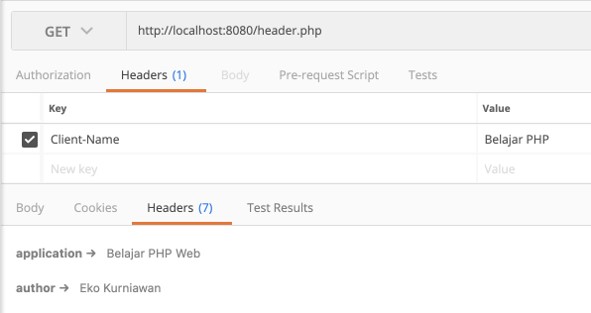 GET http://localhost:8080/header.php
Authorization Headers (1) Body Pre-request Script Tests
Key Value
Client-Name Belajar PHP
New key Value
Body Cookies Headers (7) Test Results
application → Belajar PHP Web
author → Eko Kurniawan